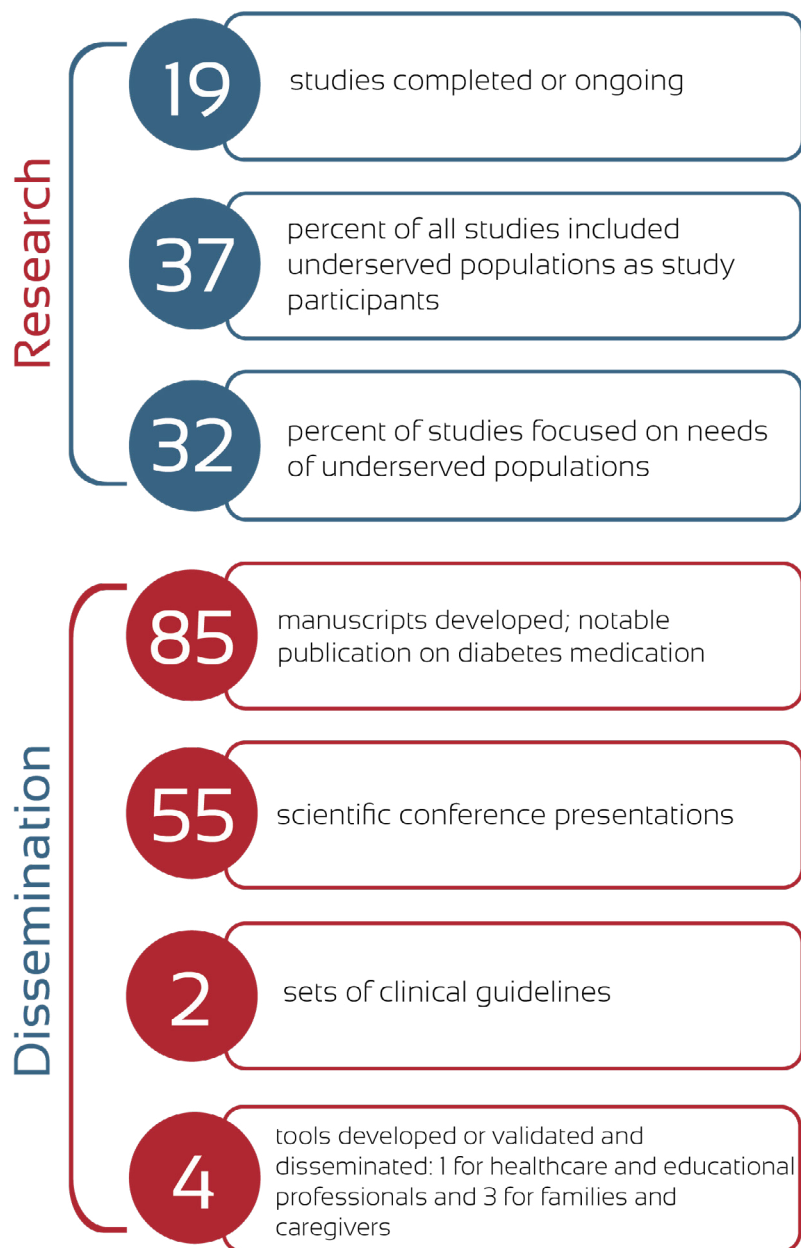 Research
19
studies completed or ongoing
37
percent of all studies included
underserved populations as study
participants
32
percent of studies focused on needs
of underserved populations
Dissemination
85
manuscripts developed; notable
publication on diabetes medication
55
scientific conference presentations
2
sets of clinical guidelines
4
tools developed or validated and
disseminated: 1 for healthcare and educational
professionals and 3 for families and
caregivers